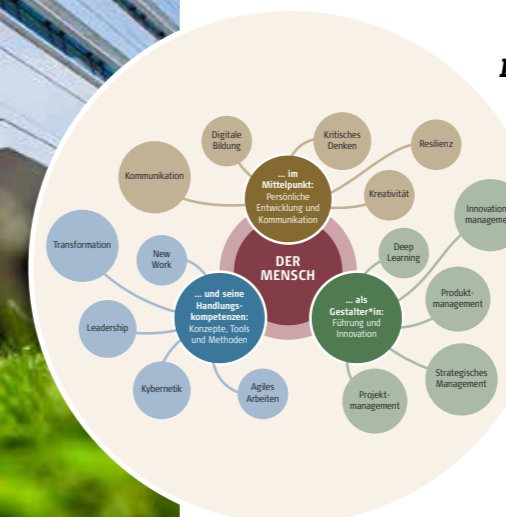 Digitale
Bildung
Kritisches
Denken
Resilienz
Kommunikation
... im
Mittelpunkt:
Persönliche
Entwicklung und
Kommunikation
Kreativität
Transformation
New
Work
DER
MENSCH
Deep
Learning
Innovation
manageme
... und seine
Handlungs-
kompetenzen:
Konzepte, Tools
und Methoden
... als
Gestalter*in:
Führung und
Innovation
Produkt-
management
Leadership
Kybernetik
Agiles
Arbeiten
Projekt-
management
Strategisches
Management